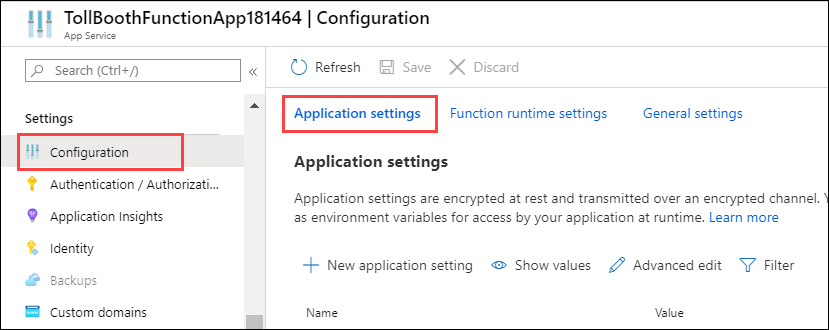 TollBoothFunctionApp181464 | Configuration
App Service
Search (Ctrl+/)
«
Settings
Configuration
Authentication / Authorizati...
Application Insights
Identity
Backups
Custom domains
Refresh Save Discard
Application settings Function runtime settings General settings
Application settings
Application settings are encrypted at rest and transmitted over an encrypted channel.
as environment variables for access by your application at runtime. Learn more
New application setting Show values Advanced edit Filter
Name Value